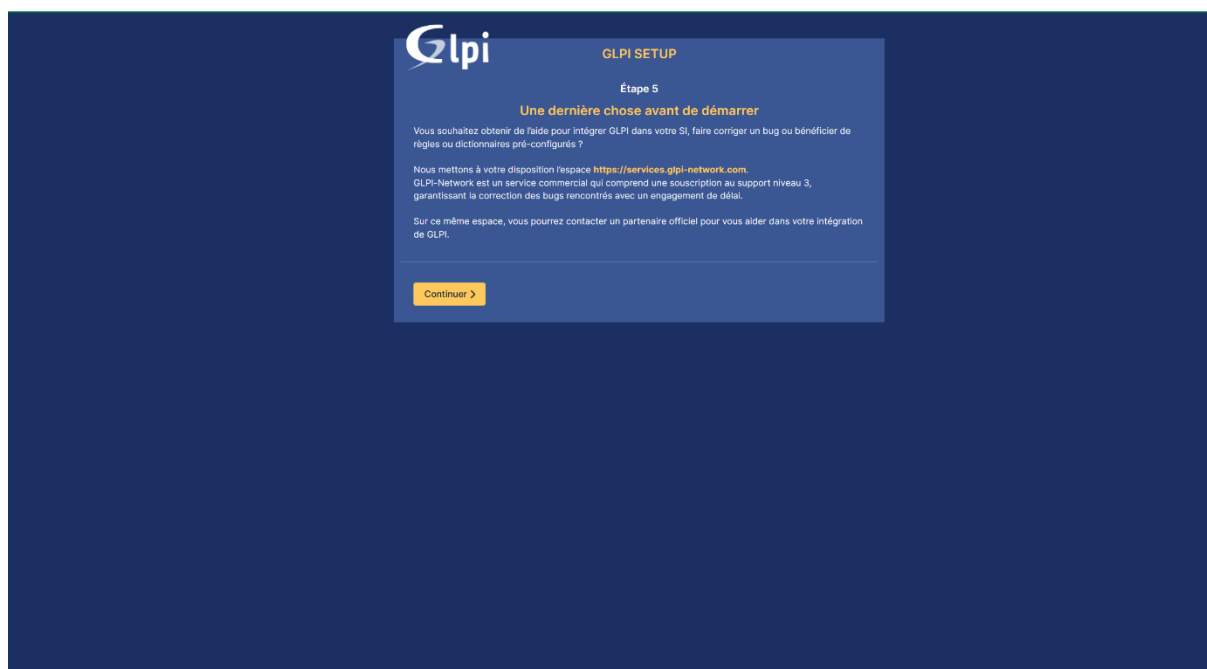 Glpi
GLPI SETUP
Étape 5
Une dernière chose avant de démarrer
Vous souhaitez obtenir de l'aide pour intégrer GLPI dans votre SI, faire corriger un bug ou bénéficier de
règles ou dictionnaires pré-configurés ?
Nous mettons à votre disposition l'espace https://services.glpi-network.com.
GLPI-Network est un service commercial qui comprend une souscription au support niveau 3,
garantissant la correction des bugs rencontrés avec un engagement de délai.
Sur ce même espace, vous pourrez contacter un partenaire officiel pour vous aider dans votre intégration
de GLPI.
Continuer >